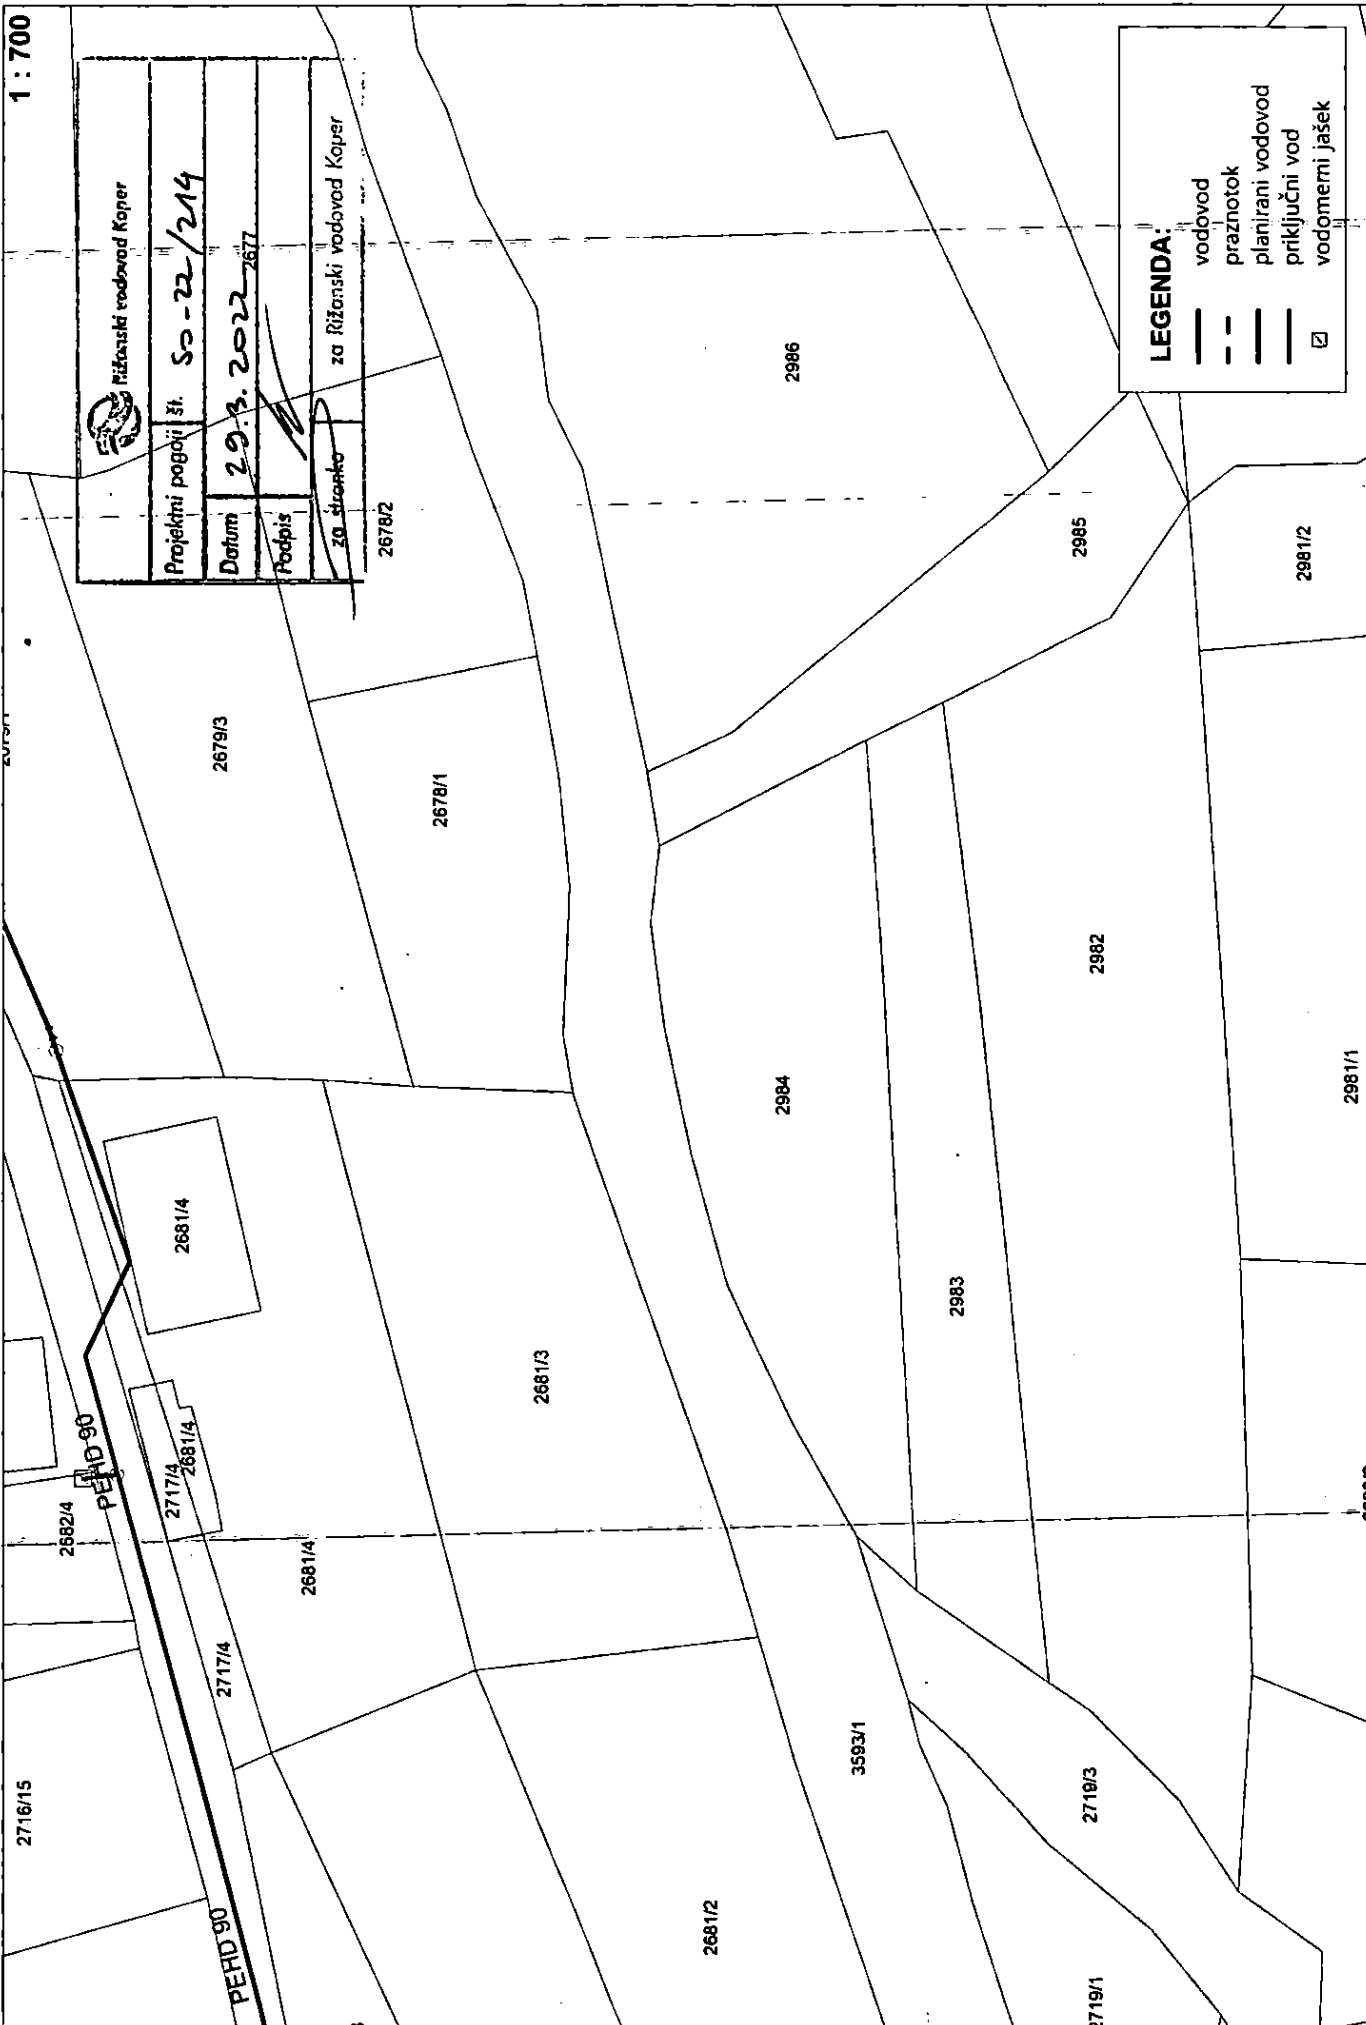 1 : 700
Rižanski vodovod Koper
Projektni pogoji št. SO-22/214
Datum 29.3.2022
Podpis
za stranko za Rižanski vodovod Koper
2677
2678/2
2679/3
2678/1
2986
2985
2981/2
LEGENDA:
vodovod
praznotok
planirani vodovod
priključni vod
vodomerni jašek
2982
2984
2981/1
2983
2681/4
2681/3
2681/4
2717/4
PEHD 90
2682/4
2681/4
2717/4
2716/15
3593/1
2719/3
PEHD 90
2681/2
2719/1